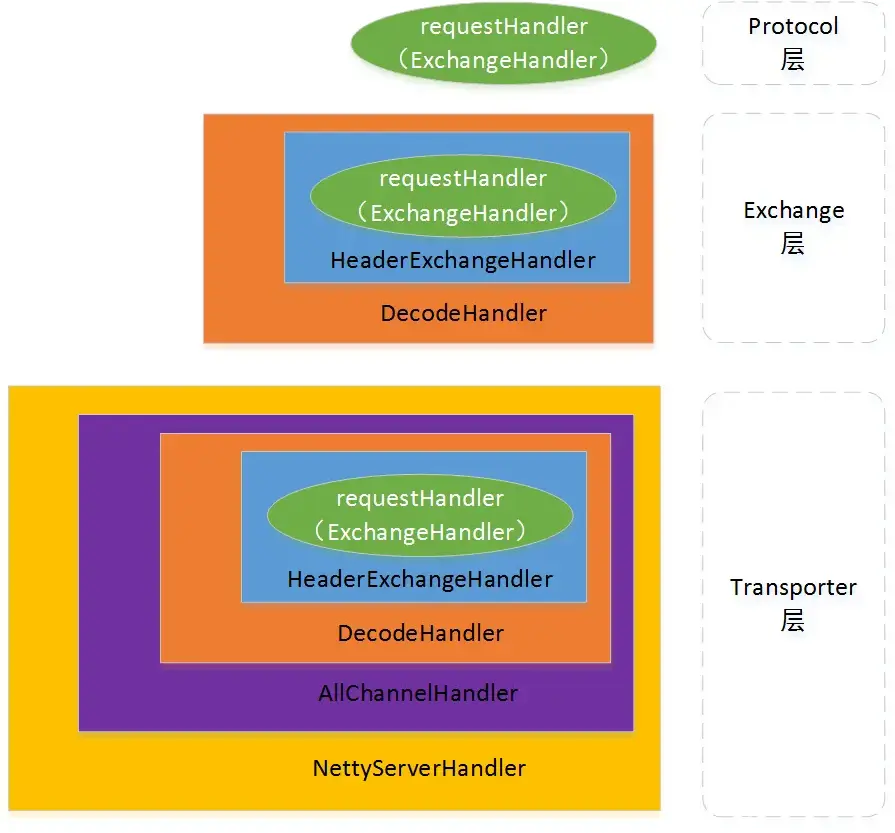 requestHandler
（ExchangeHandler）
Protocol
层
requestHandler
（ExchangeHandler）
HeaderExchangeHandler
DecodeHandler
Exchange
层
requestHandler
（ExchangeHandler）
HeaderExchangeHandler
DecodeHandler
AllChannelHandler
NettyServerHandler
Transporter
层